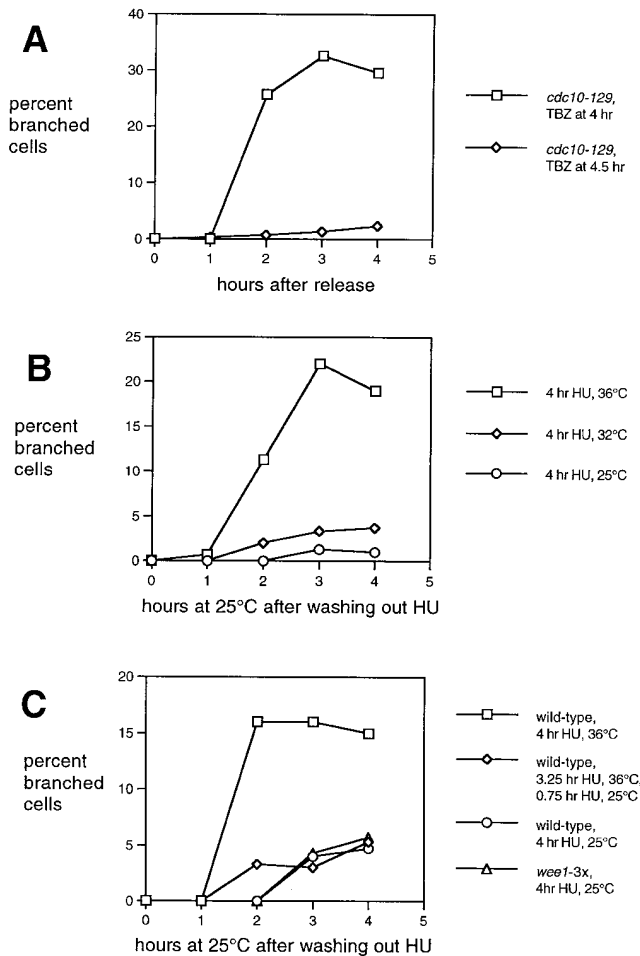 A
percent
branched
cells
40
30
20
10
0
0 1 2 3 4 5
hours after release
cdc10-129,
TBZ at 4 hr
cdc10-129,
TBZ at 4.5 hr
B
percent
branched
cells
25
20
15
10
5
0
0 1 2 3 4 5
hours at 25°C after washing out HU
4 hr HU, 36°C
4 hr HU, 32°C
4 hr HU, 25°C
C
percent
branched
cells
20
15
10
5
0
0 1 2 3 4 5
hours at 25°C after washing out HU
wild-type,
4 hr HU, 36°C
wild-type,
3.25 hr HU, 36°C,
0.75 hr HU, 25°C
wild-type,
4 hr HU, 25°C
wee1-3x,
4hr HU, 25°C